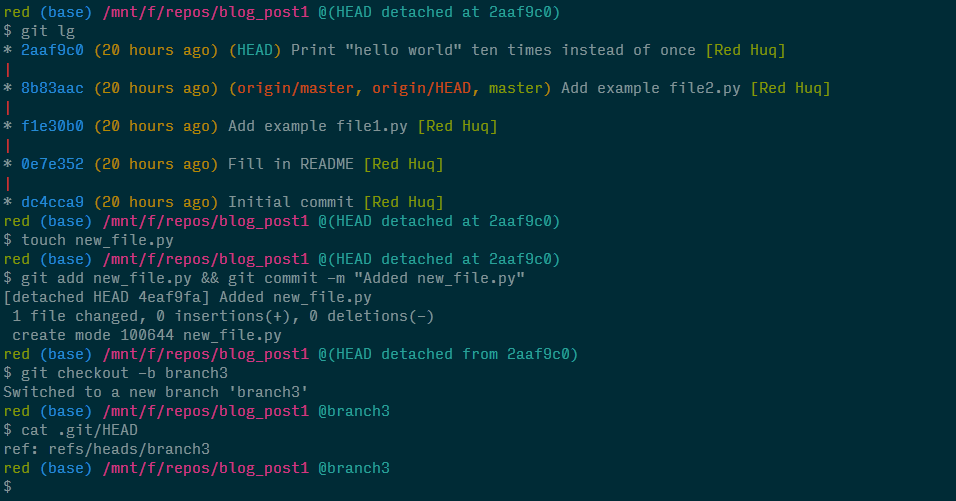 red (base) /mnt/f/repos/blog_post1 @(HEAD detached at 2aaf9c0)
$ git lg
* 2aaf9c0 (20 hours ago) (HEAD) Print "hello world" ten times instead of once [Red Huq]
|
* 8b83aac (20 hours ago) (origin/master, origin/HEAD, master) Add example file2.py [Red Huq]
|
* f1e30b0 (20 hours ago) Add example file1.py [Red Huq]
|
* 0e7e352 (20 hours ago) Fill in README [Red Huq]
|
* dc4cca9 (20 hours ago) Initial commit [Red Huq]
red (base) /mnt/f/repos/blog_post1 @(HEAD detached at 2aaf9c0)
$ touch new_file.py
red (base) /mnt/f/repos/blog_post1 @(HEAD detached at 2aaf9c0)
$ git add new_file.py && git commit -m "Added new_file.py"
[detached HEAD 4eaf9fa] Added new_file.py
 1 file changed, 0 insertions(+), 0 deletions(-)
 create mode 100644 new_file.py
red (base) /mnt/f/repos/blog_post1 @(HEAD detached from 2aaf9c0)
$ git checkout -b branch3
Switched to a new branch 'branch3'
red (base) /mnt/f/repos/blog_post1 @branch3
$ cat .git/HEAD
ref: refs/heads/branch3
red (base) /mnt/f/repos/blog_post1 @branch3
$